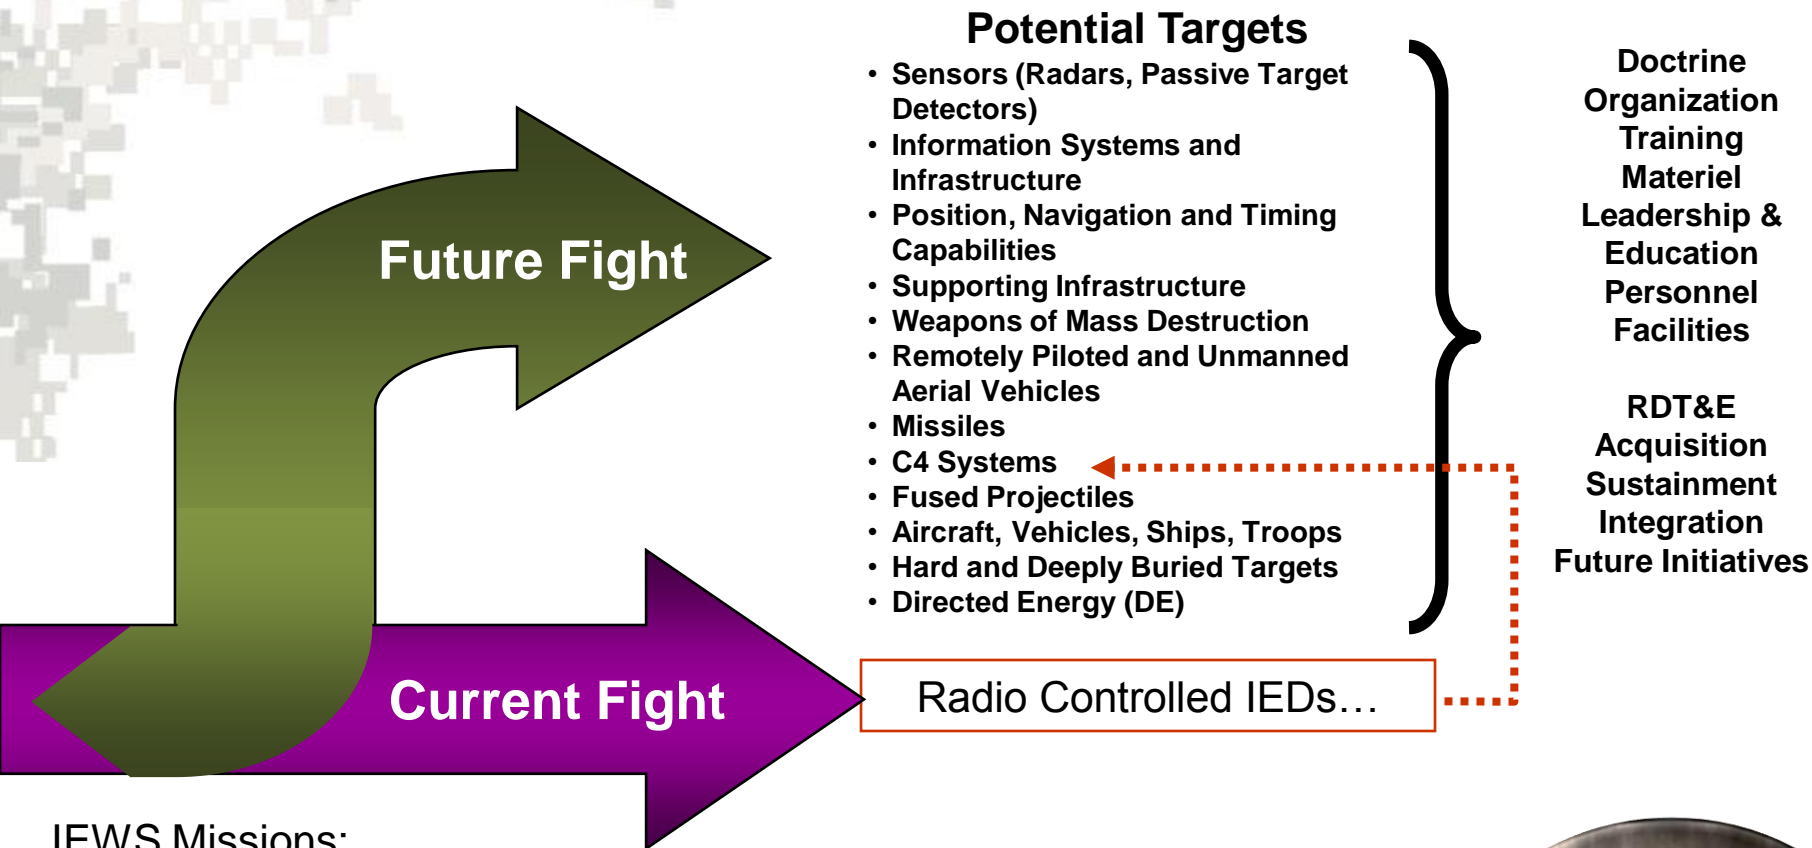 Potential Targets
• Sensors (Radars, Passive Target
Detectors)
• Information Systems and
Infrastructure
• Position, Navigation and Timing
Capabilities
• Supporting Infrastructure
• Weapons of Mass Destruction
• Remotely Piloted and Unmanned
Aerial Vehicles
• Missiles
• C4 Systems
• Fused Projectiles
• Aircraft, Vehicles, Ships, Troops
• Hard and Deeply Buried Targets
• Directed Energy (DE)
Doctrine
Organization
Training
Materiel
Leadership &
Education
Personnel
Facilities
RDT&E
Acquisition
Sustainment
Integration
Future Initiatives
Future Fight
Current Fight
Radio Controlled IEDs…
IEWS Missions: